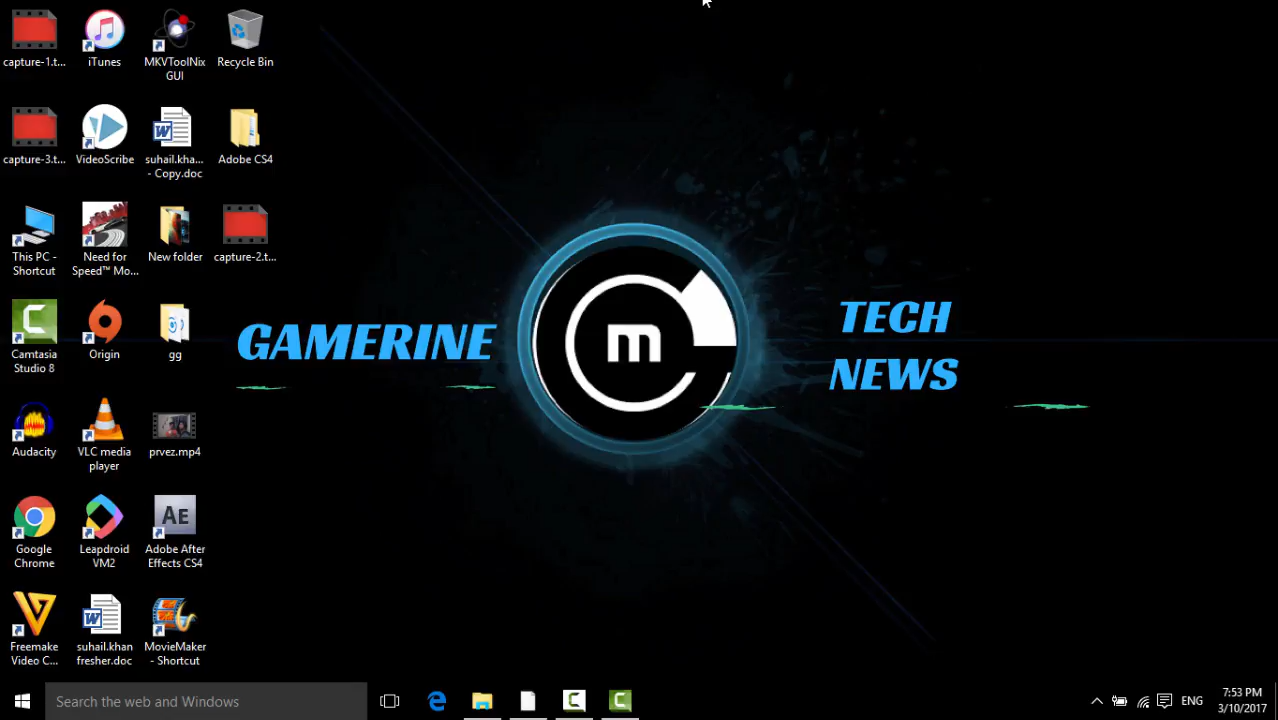 capture-1.t...
iTunes
MKVToolNix
GUI
Recycle Bin
capture-3.t...
VideoScribe
W
suhail.kha...
- Copy.doc
Adobe CS4
This PC -
Shortcut
Need for
Speed™ Mo...
New folder
capture-2.t...
Camtasia
Studio 8
Origin
gg
GAMERINE
m
TECH
NEWS
Audacity
VLC media
player
prvez.mp4
Google
Chrome
Leapdroid
VM2
AE
Adobe After
Effects CS4
Freemake
Video C...
W
suhail.khan
fresher.doc
MovieMaker
- Shortcut
Search the web and Windows
ENG
7:53 PM
3/10/2017